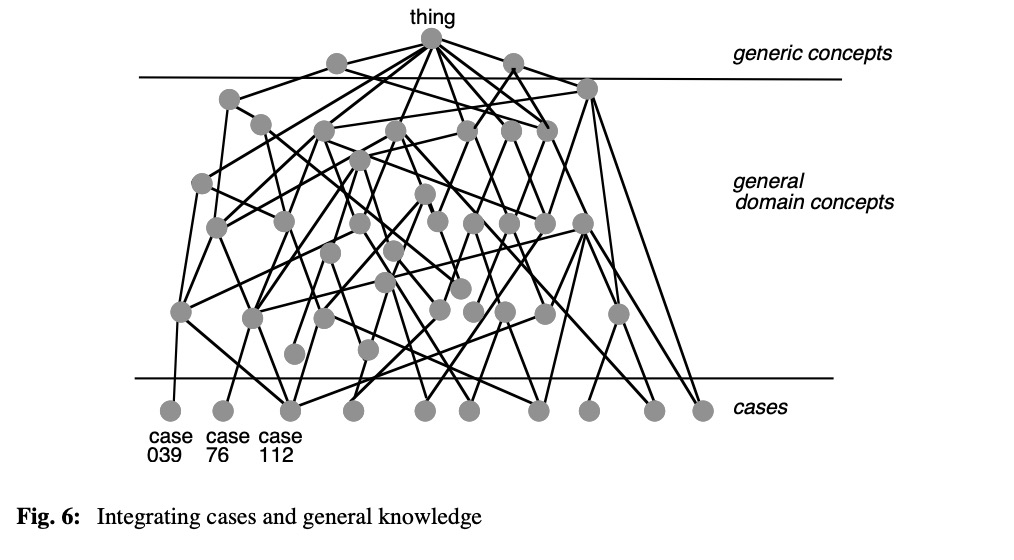 thing
generic concepts
general
domain concepts
cases
case case case
039 76 112
Fig. 6: Integrating cases and general knowledge